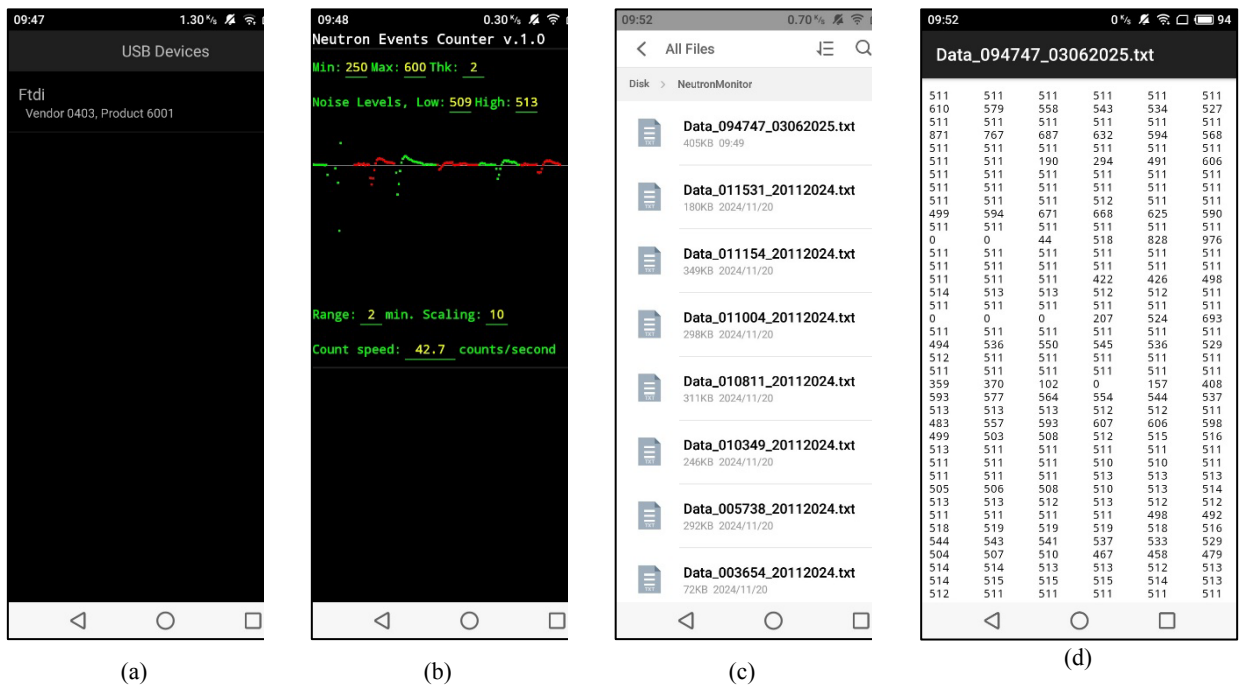 09:47 1.30 K/s
USB Devices
Ftdi
Vendor 0403, Product 6001
(a)
09:48 0.30 K/s
Neutron Events Counter v.1.0
Min: 250 Max: 600 Thk: 2
Noise Levels, Low: 509 High: 513
Range: 2 min. Scaling: 10
Count speed: 42.7 counts/second
(b)
09:52 0.70 K/s
All Files
Disk > NeutronMonitor
Data_094747_03062025.txt
405KB 09:49
Data_011531_20112024.txt
180KB 2024/11/20
Data_011154_20112024.txt
349KB 2024/11/20
Data_011004_20112024.txt
298KB 2024/11/20
Data_010811_20112024.txt
311KB 2024/11/20
Data_010349_20112024.txt
246KB 2024/11/20
Data_005738_20112024.txt
292KB 2024/11/20
Data_003654_20112024.txt
72KB 2024/11/20
(c)
09:52 0 K/s 94
Data_094747_03062025.txt
511 511 511 511 511 511
610 579 558 543 534 527
511 511 511 511 511 511
871 767 687 632 594 568
511 511 511 511 511 511
511 511 190 294 491 606
511 511 511 511 511 511
511 511 511 511 511 511
511 511 511 512 511 511
499 594 671 668 625 590
511 511 511 511 511 511
0 0 44 518 828 976
511 511 511 511 511 511
511 511 511 511 511 511
511 511 511 422 426 498
514 513 513 512 512 511
511 511 511 511 511 511
0 0 0 207 524 693
511 511 511 511 511 511
494 536 550 545 536 529
512 511 511 511 511 511
511 511 511 511 511 511
359 370 102 0 157 408
593 577 564 554 544 537
513 513 513 512 512 511
483 557 593 607 606 598
499 503 508 512 515 516
513 511 511 511 511 511
511 511 511 510 510 511
511 511 511 513 513 513
505 506 508 510 513 514
513 513 512 513 512 512
511 511 511 511 498 492
518 519 519 519 518 516
544 543 541 537 533 529
504 507 510 467 458 479
514 514 513 513 512 513
514 515 515 515 514 513
512 511 511 511 511 511
(d)